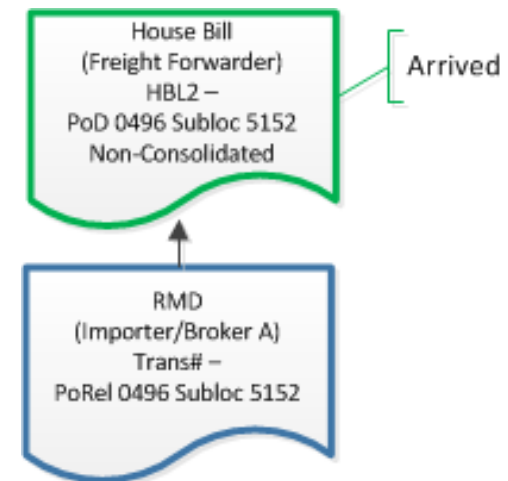 House Bill
(Freight Forwarder)
HBL2 –
PoD 0496 Subloc 5152
Non-Consolidated
Arrived
RMD
(Importer/Broker A)
Trans# –
PoRel 0496 Subloc 5152